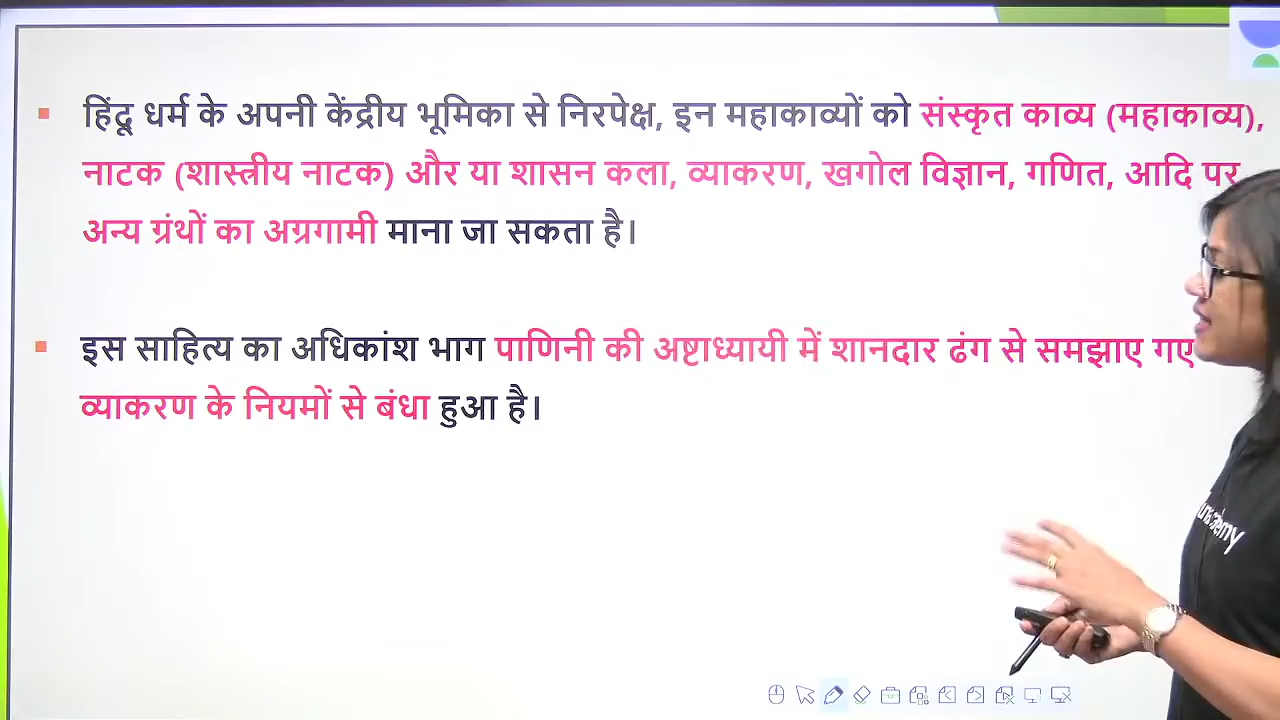 हिंदू धर्म के अपनी केंद्रीय भूमिका से निरपेक्ष, इन महाकाव्यों को संस्कृत काव्य (महाकाव्य),
नाटक (शास्त्रीय नाटक) और या शासन कला, व्याकरण, खगोल विज्ञान, गणित, आदि पर
अन्य ग्रंथों का अग्रगामी माना जा सकता है।
इस साहित्य का अधिकांश भाग पाणिनी की अष्टाध्यायी में शानदार ढंग से समझाए गए
व्याकरण के नियमों से बंधा हुआ है।